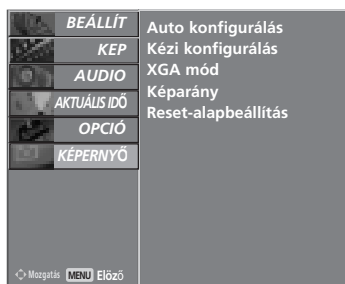 BEÁLLÍT
KEP
AUDIO
AKTUÁLIS IDŐ
OPCIÓ
KÉPERNYŐ
Auto konfigurálás
Kézi konfigurálás
XGA mód
Képarány
Reset-alapbeállítás
Mozgatás MENU Előző